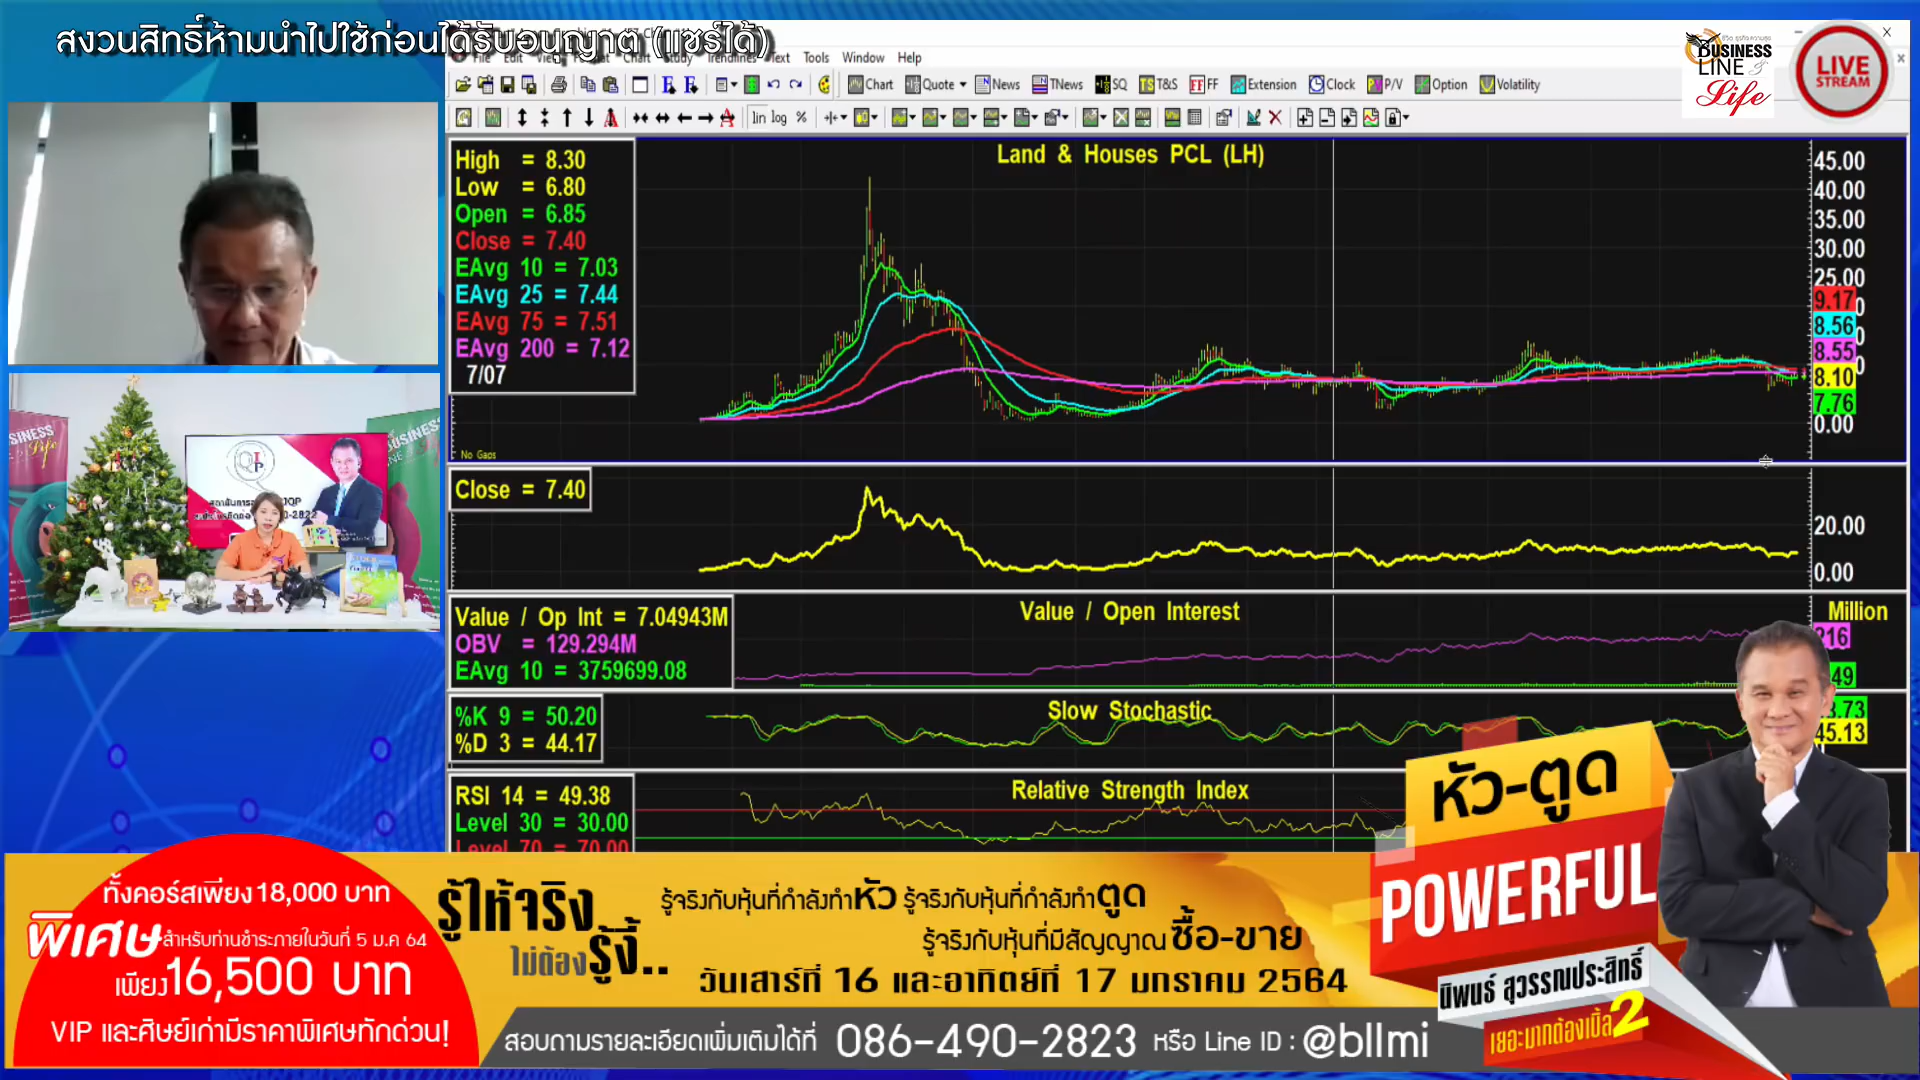 สงวนสิทธิ์ห้ามนำไปใช้ก่อนได้รับอนุญาต (แชร์ได้)
Tools Window Help
Chart Quote News TNews SQ T&S FF Extension Clock P/V Option Volatility
lin log %
BUSINESS
LINE &
Life
LIVE
STREAM
Land & Houses PCL (LH)
High = 8.30
Low = 6.80
Open = 6.85
Close = 7.40
EAvg 10 = 7.03
EAvg 25 = 7.44
EAvg 75 = 7.51
EAvg 200 = 7.12
7/07
No Gaps
45.00
40.00
35.00
30.00
25.00
9.17
8.56
8.55
8.10
7.76
0.00
Close = 7.40
20.00
0.00
Value / Open Interest
Value / Op Int = 7.04943M
OBV = 129.294M
EAvg 10 = 3759699.08
Million
216
Slow Stochastic
%K 9 = 50.20
%D 3 = 44.17
45.13
Relative Strength Index
RSI 14 = 49.38
Level 30 = 30.00
Level 70 = 70.00
ทั้งคอร์สเพียง 18,000 บาท
พิเศษ สำหรับท่านชำระภายในวันที่ 5 ม.ค 64
เพียง 16,500 บาท
VIP และศิษย์เก่ามีราคาพิเศษทักด่วน!
รู้ให้จริง
ไม่ต้องรู้งี้..
รู้จริงกับหุ้นที่กำลังทำหัว รู้จริงกับหุ้นที่กำลังทำตูด
รู้จริงกับหุ้นที่มีสัญญาณ ซื้อ-ขาย
วันเสาร์ที่ 16 และอาทิตย์ที่ 17 มกราคม 2564
สอบถามรายละเอียดเพิ่มเติมได้ที่ 086-490-2823 หรือ Line ID : @bllmi
หัว-ตูด
POWERFUL
นิพนธ์ สุวรรณประสิทธิ์
เยอะมากต้องเบิ้ล 2